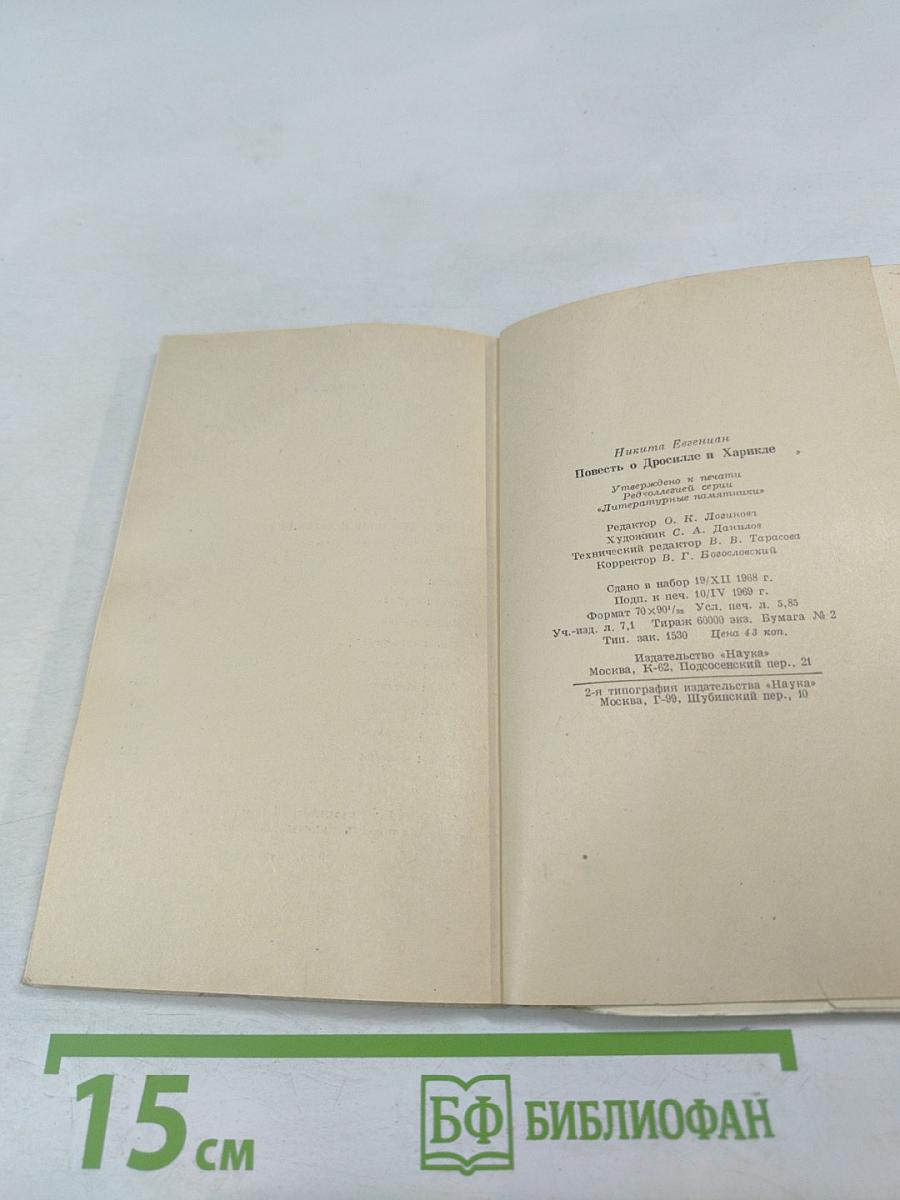 Никита Евгениан
Повесть о Дросилле и Харикле
Утверждено к печати
Редколлегией серии
«Литературные памятники»
Редактор О. К. Логинова
Художник С. А. Данилов
Технический редактор В. В. Тарасова
Корректор В. Г. Богословский
Сдано в набор 19/XII 1968 г.
Подп. к печ. 10/IV 1969 г.
Формат 70×90¹/₃₂ Усл. печ. л. 5,85
Уч.-изд. л. 7,1 Тираж 60000 экз. Бумага № 2
Тип. зак. 1530 Цена 43 коп.
Издательство «Наука»
Москва, К-62, Подсосенский пер., 21
2-я типография издательства «Наука»
Москва, Г-99, Шубинский пер., 10
15 см
БФ БИБЛИОФАН